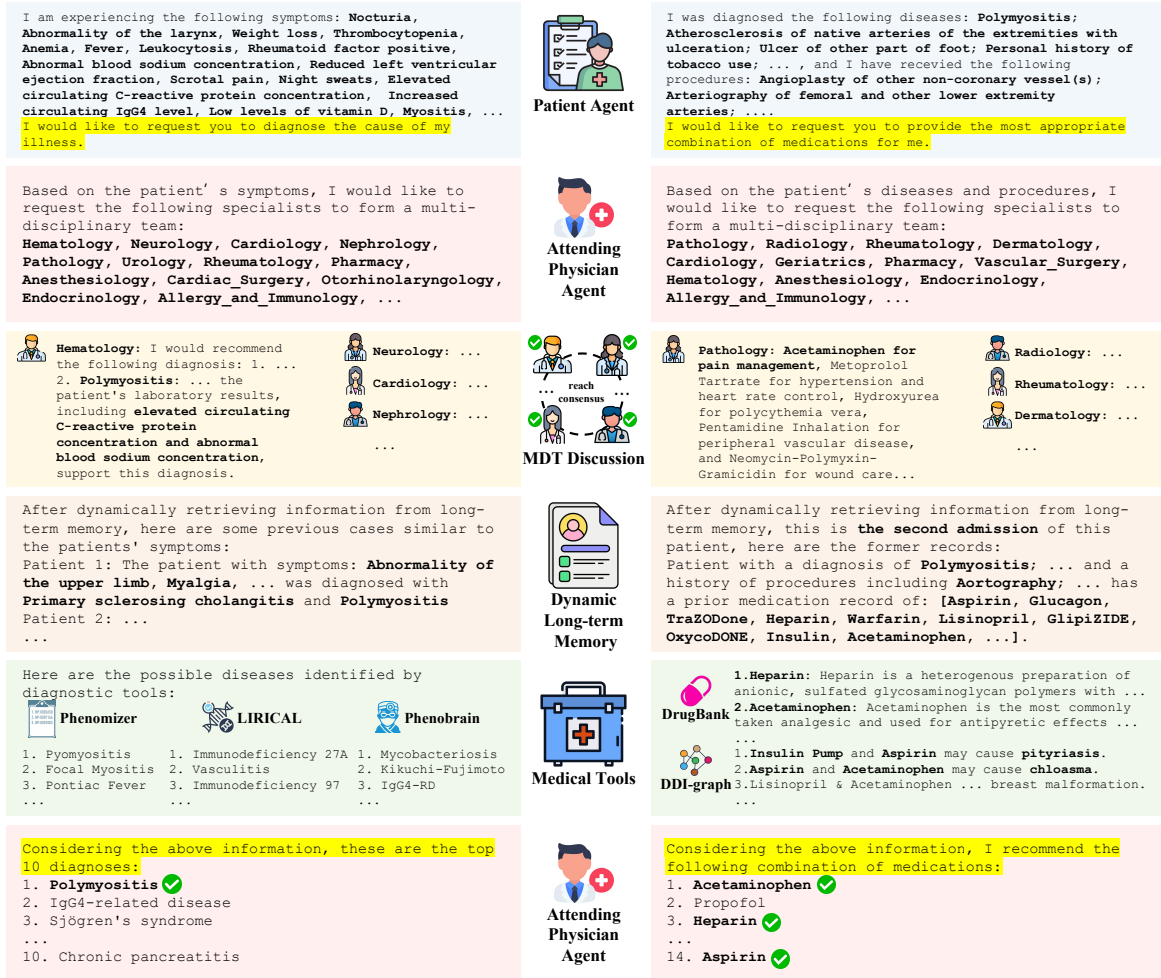 I am experiencing the following symptoms: Nocturia,
Abnormality of the larynx, Weight loss, Thrombocytopenia,
Anemia, Fever, Leukocytosis, Rheumatoid factor positive,
Abnormal blood sodium concentration, Reduced left ventricular
ejection fraction, Scrotal pain, Night sweats, Elevated
circulating C-reactive protein concentration, Increased
circulating IgG4 level, Low levels of vitamin D, Myositis, ...
I would like to request you to diagnose the cause of my
illness.
Patient Agent
I was diagnosed the following diseases: Polymyositis;
Atherosclerosis of native arteries of the extremities with
ulceration; Ulcer of other part of foot; Personal history of
tobacco use; ... , and I have recevied the following
procedures: Angioplasty of other non-coronary vessel(s);
Arteriography of femoral and other lower extremity
arteries; ....
I would like to request you to provide the most appropriate
combination of medications for me.
Based on the patient's symptoms, I would like to
request the following specialists to form a multi-
disciplinary team:
Hematology, Neurology, Cardiology, Nephrology,
Pathology, Urology, Rheumatology, Pharmacy,
Anesthesiology, Cardiac_Surgery, Otorhinolaryngology,
Endocrinology, Allergy_and_Immunology, ...
Attending
Physician
Agent
Based on the patient's diseases and procedures, I
would like to request the following specialists to
form a multi-disciplinary team:
Pathology, Radiology, Rheumatology, Dermatology,
Cardiology, Geriatrics, Pharmacy, Vascular_Surgery,
Hematology, Anesthesiology, Endocrinology,
Allergy_and_Immunology, ...
Hematology: I would recommend
the following diagnosis: 1. ...
2. Polymyositis: ... the
patient's laboratory results,
including elevated circulating
C-reactive protein
concentration and abnormal
blood sodium concentration,
support this diagnosis.
Neurology: ...
Cardiology: ...
Nephrology: ...
...
... reach ...
consensus
MDT Discussion
Pathology: Acetaminophen for
pain management, Metoprolol
Tartrate for hypertension and
heart rate control, Hydroxyurea
for polycythemia vera,
Pentamidine Inhalation for
peripheral vascular disease,
and Neomycin-Polymyxin-
Gramicidin for wound care...
Radiology: ...
Rheumatology: ...
Dermatology: ...
...
After dynamically retrieving information from long-
term memory, here are some previous cases similar to
the patients' symptoms:
Patient 1: The patient with symptoms: Abnormality of
the upper limb, Myalgia, ... was diagnosed with
Primary sclerosing cholangitis and Polymyositis
Patient 2: ...
...
Dynamic
Long-term
Memory
After dynamically retrieving information from long-
term memory, this is the second admission of this
patient, here are the former records:
Patient with a diagnosis of Polymyositis; ... and a
history of procedures including Aortography; ... has
a prior medication record of: [Aspirin, Glucagon,
TraZODone, Heparin, Warfarin, Lisinopril, GlipiZIDE,
OxycoDONE, Insulin, Acetaminophen, ...].
Here are the possible diseases identified by
diagnostic tools:
Phenomizer
1. Pyomyositis
2. Focal Myositis
3. Pontiac Fever
...
LIRICAL
1. Immunodeficiency 27A
2. Vasculitis
3. Immunodeficiency 97
...
Phenobrain
1. Mycobacteriosis
2. Kikuchi-Fujimoto
3. IgG4-RD
...
Medical Tools
DrugBank
1.Heparin: Heparin is a heterogenous preparation of
anionic, sulfated glycosaminoglycan polymers with ...
2.Acetaminophen: Acetaminophen is the most commonly
taken analgesic and used for antipyretic effects ...
...
DDI-graph
1.Insulin Pump and Aspirin may cause pityriasis.
2.Aspirin and Acetaminophen may cause chloasma.
3.Lisinopril & Acetaminophen ... breast malformation.
...
Considering the above information, these are the top
10 diagnoses:
1. Polymyositis
2. IgG4-related disease
3. Sjögren's syndrome
...
10. Chronic pancreatitis
Attending
Physician
Agent
Considering the above information, I recommend the
following combination of medications:
1. Acetaminophen
2. Propofol
3. Heparin
...
14. Aspirin